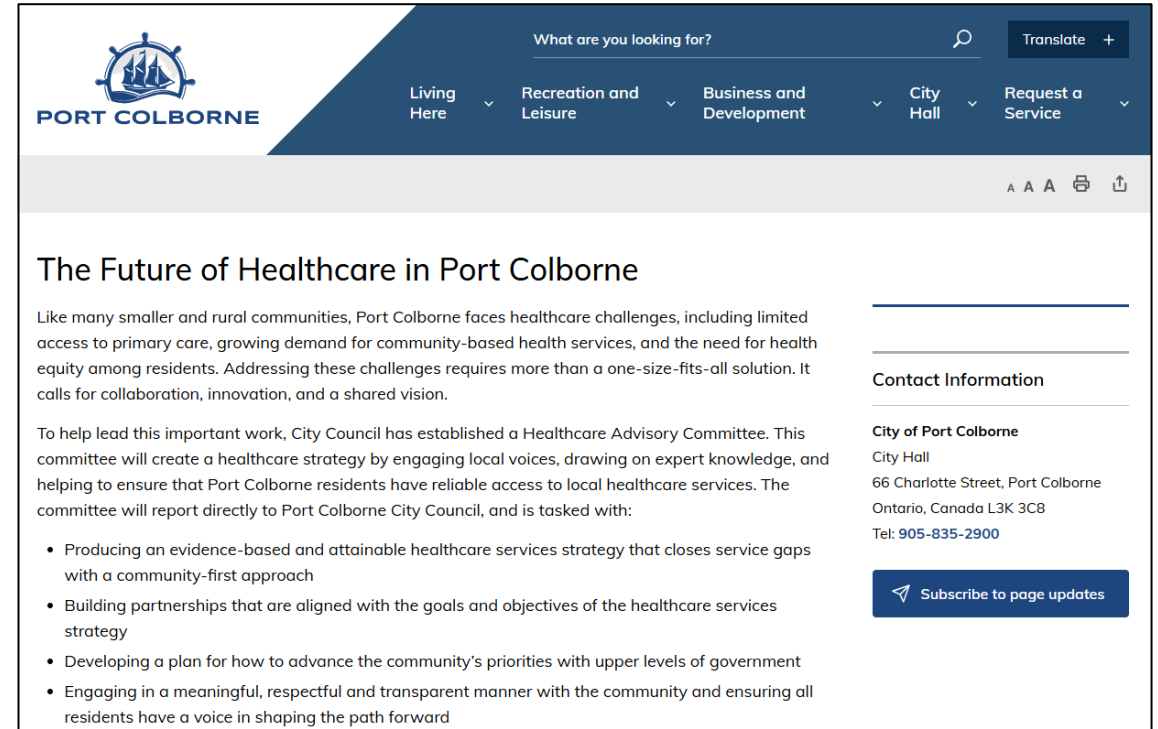 What are you looking for?
Translate +
PORT COLBORNE
Living Here
Recreation and Leisure
Business and Development
City Hall
Request a Service
A A A
The Future of Healthcare in Port Colborne
Like many smaller and rural communities, Port Colborne faces healthcare challenges, including limited
access to primary care, growing demand for community-based health services, and the need for health
equity among residents. Addressing these challenges requires more than a one-size-fits-all solution. It
calls for collaboration, innovation, and a shared vision.
To help lead this important work, City Council has established a Healthcare Advisory Committee. This
committee will create a healthcare strategy by engaging local voices, drawing on expert knowledge, and
helping to ensure that Port Colborne residents have reliable access to local healthcare services. The
committee will report directly to Port Colborne City Council, and is tasked with:
• Producing an evidence-based and attainable healthcare services strategy that closes service gaps
with a community-first approach
• Building partnerships that are aligned with the goals and objectives of the healthcare services
strategy
• Developing a plan for how to advance the community's priorities with upper levels of government
• Engaging in a meaningful, respectful and transparent manner with the community and ensuring all
residents have a voice in shaping the path forward
Contact Information
City of Port Colborne
City Hall
66 Charlotte Street, Port Colborne
Ontario, Canada L3K 3C8
Tel: 905-835-2900
Subscribe to page updates